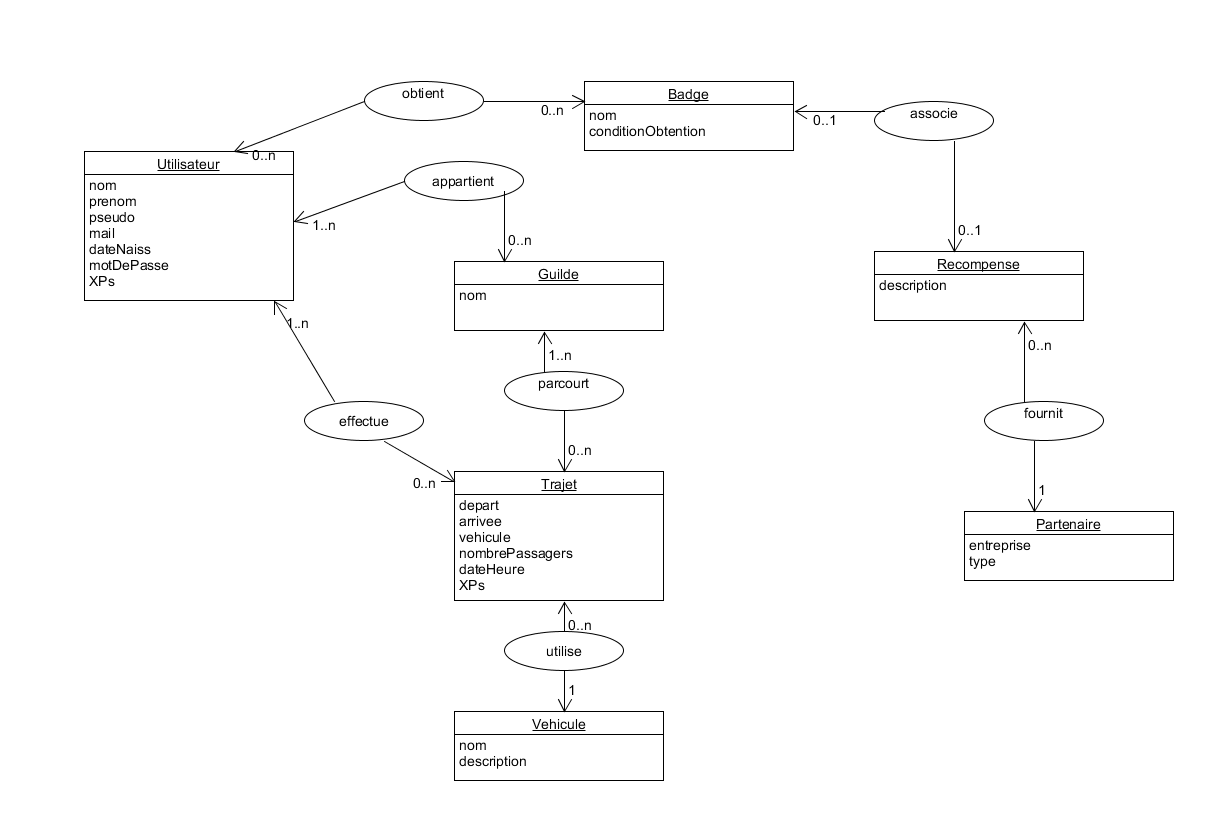 obtient
0..n
0..n
Badge
nom
conditionObtention
0..1
associe
0..1
Utilisateur
nom
prenom
pseudo
mail
dateNaiss
motDePasse
XPs
appartient
1..n
0..n
Guilde
nom
Recompense
description
1..n
1..n
parcourt
0..n
0..n
effectue
0..n
fournit
1
Trajet
depart
arrivee
vehicule
nombrePassagers
dateHeure
XPs
Partenaire
entreprise
type
0..n
utilise
1
Vehicule
nom
description